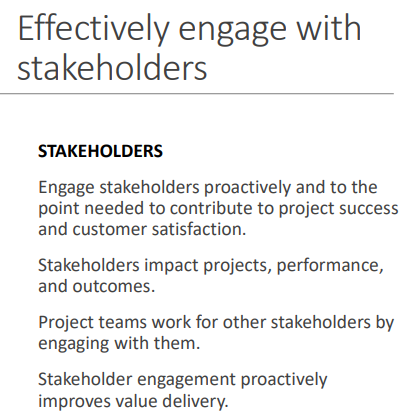 Effectively engage with
stakeholders
STAKEHOLDERS
Engage stakeholders proactively and to the
point needed to contribute to project success
and customer satisfaction.
Stakeholders impact projects, performance,
and outcomes.
Project teams work for other stakeholders by
engaging with them.
Stakeholder engagement proactively
improves value delivery.